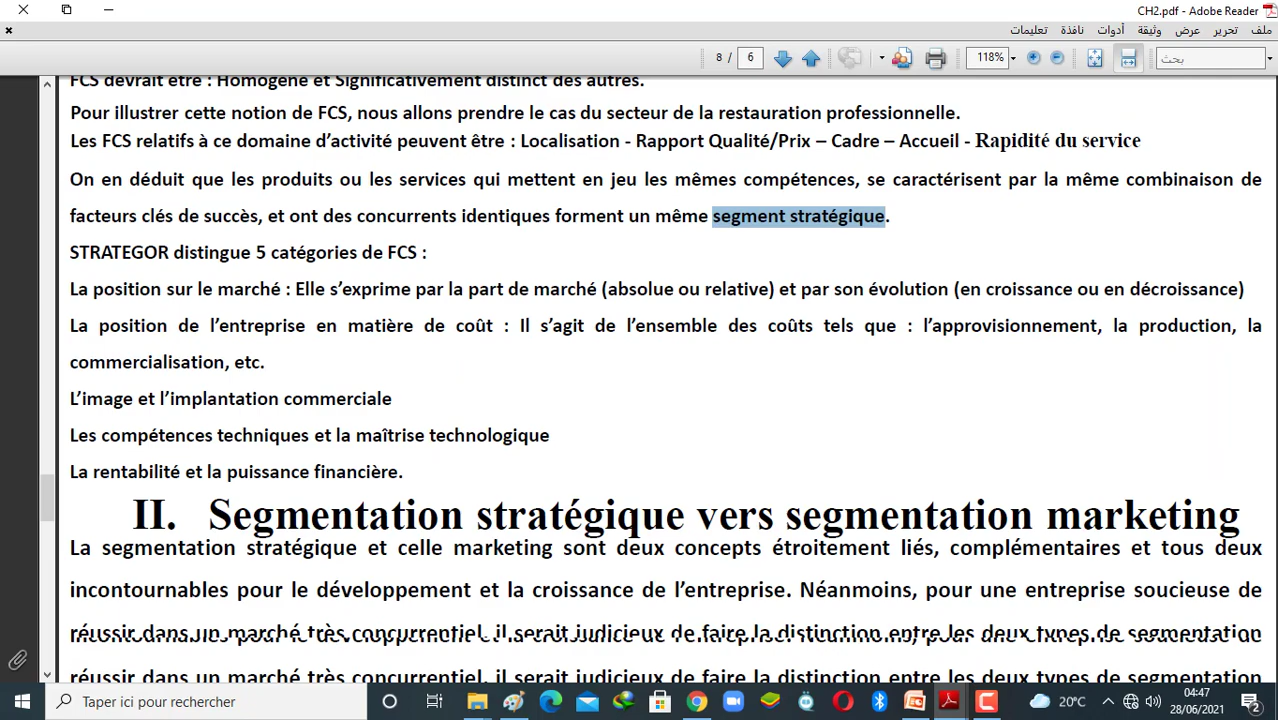 CH2.pdf - Adobe Reader
ملف تحرير عرض وثيقة أدوات نافذة تعليمات
8 / 6 118% بحث
FCS devrait être : Homogène et Significativement distinct des autres.
Pour illustrer cette notion de FCS, nous allons prendre le cas du secteur de la restauration professionnelle.
Les FCS relatifs à ce domaine d’activité peuvent être : Localisation - Rapport Qualité/Prix – Cadre – Accueil - Rapidité du service
On en déduit que les produits ou les services qui mettent en jeu les mêmes compétences, se caractérisent par la même combinaison de
facteurs clés de succès, et ont des concurrents identiques forment un même segment stratégique.
STRATEGOR distingue 5 catégories de FCS :
La position sur le marché : Elle s’exprime par la part de marché (absolue ou relative) et par son évolution (en croissance ou en décroissance)
La position de l’entreprise en matière de coût : Il s’agit de l’ensemble des coûts tels que : l’approvisionnement, la production, la
commercialisation, etc.
L’image et l’implantation commerciale
Les compétences techniques et la maîtrise technologique
La rentabilité et la puissance financière.
II. Segmentation stratégique vers segmentation marketing
La segmentation stratégique et celle marketing sont deux concepts étroitement liés, complémentaires et tous deux
incontournables pour le développement et la croissance de l’entreprise. Néanmoins, pour une entreprise soucieuse de
réussir dans un marché très concurrentiel, il serait judicieux de faire la distinction entre les deux types de segmentation
réussir dans un marché très concurrentiel, il serait judicieux de faire la distinction entre les deux types de segmentation
Taper ici pour rechercher
20°C
04:47
28/06/2021
2